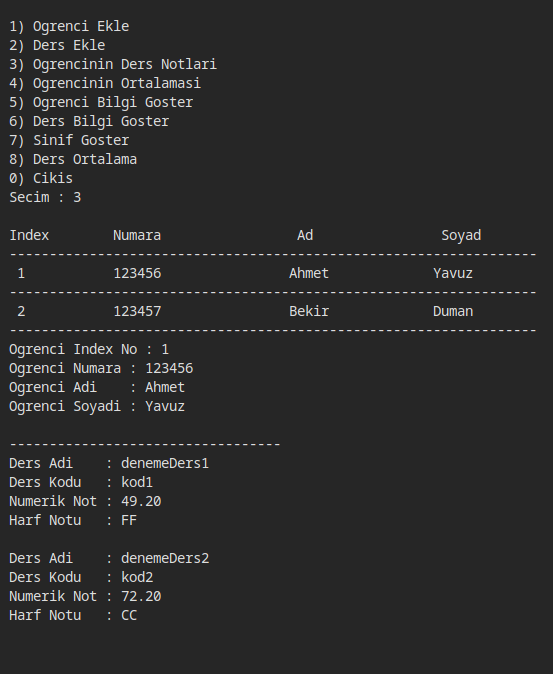 1) Ogrenci Ekle
2) Ders Ekle
3) Ogrencinin Ders Notlari
4) Ogrencinin Ortalamasi
5) Ogrenci Bilgi Goster
6) Ders Bilgi Goster
7) Sinif Goster
8) Ders Ortalama
0) Cikis
Secim : 3

Index        Numara                 Ad                Soyad
------------------------------------------------------------------
 1           123456                Ahmet             Yavuz
------------------------------------------------------------------
 2           123457                Bekir             Duman
------------------------------------------------------------------
Ogrenci Index No : 1
Ogrenci Numara : 123456
Ogrenci Adi    : Ahmet
Ogrenci Soyadi : Yavuz

----------------------------------
Ders Adi    : denemeDers1
Ders Kodu   : kod1
Numerik Not : 49.20
Harf Notu   : FF

Ders Adi    : denemeDers2
Ders Kodu   : kod2
Numerik Not : 72.20
Harf Notu   : CC